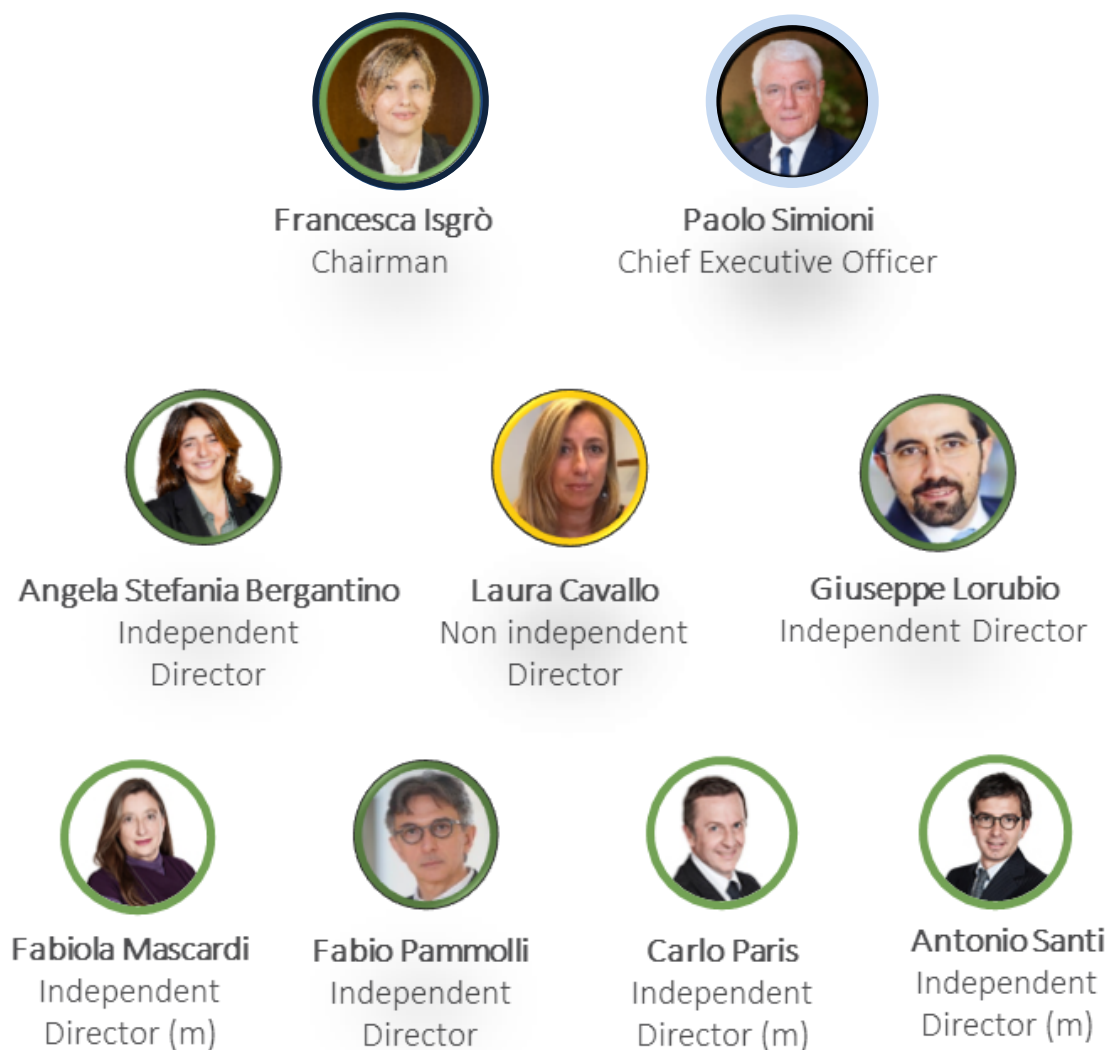 Francesca Isgrò
Chairman
Paolo Simioni
Chief Executive Officer
Angela Stefania Bergantino
Independent
Director
Laura Cavallo
Non independent
Director
Giuseppe Lorubio
Independent Director
Fabiola Mascardi
Independent
Director (m)
Fabio Pammolli
Independent
Director
Carlo Paris
Independent
Director (m)
Antonio Santi
Independent
Director (m)